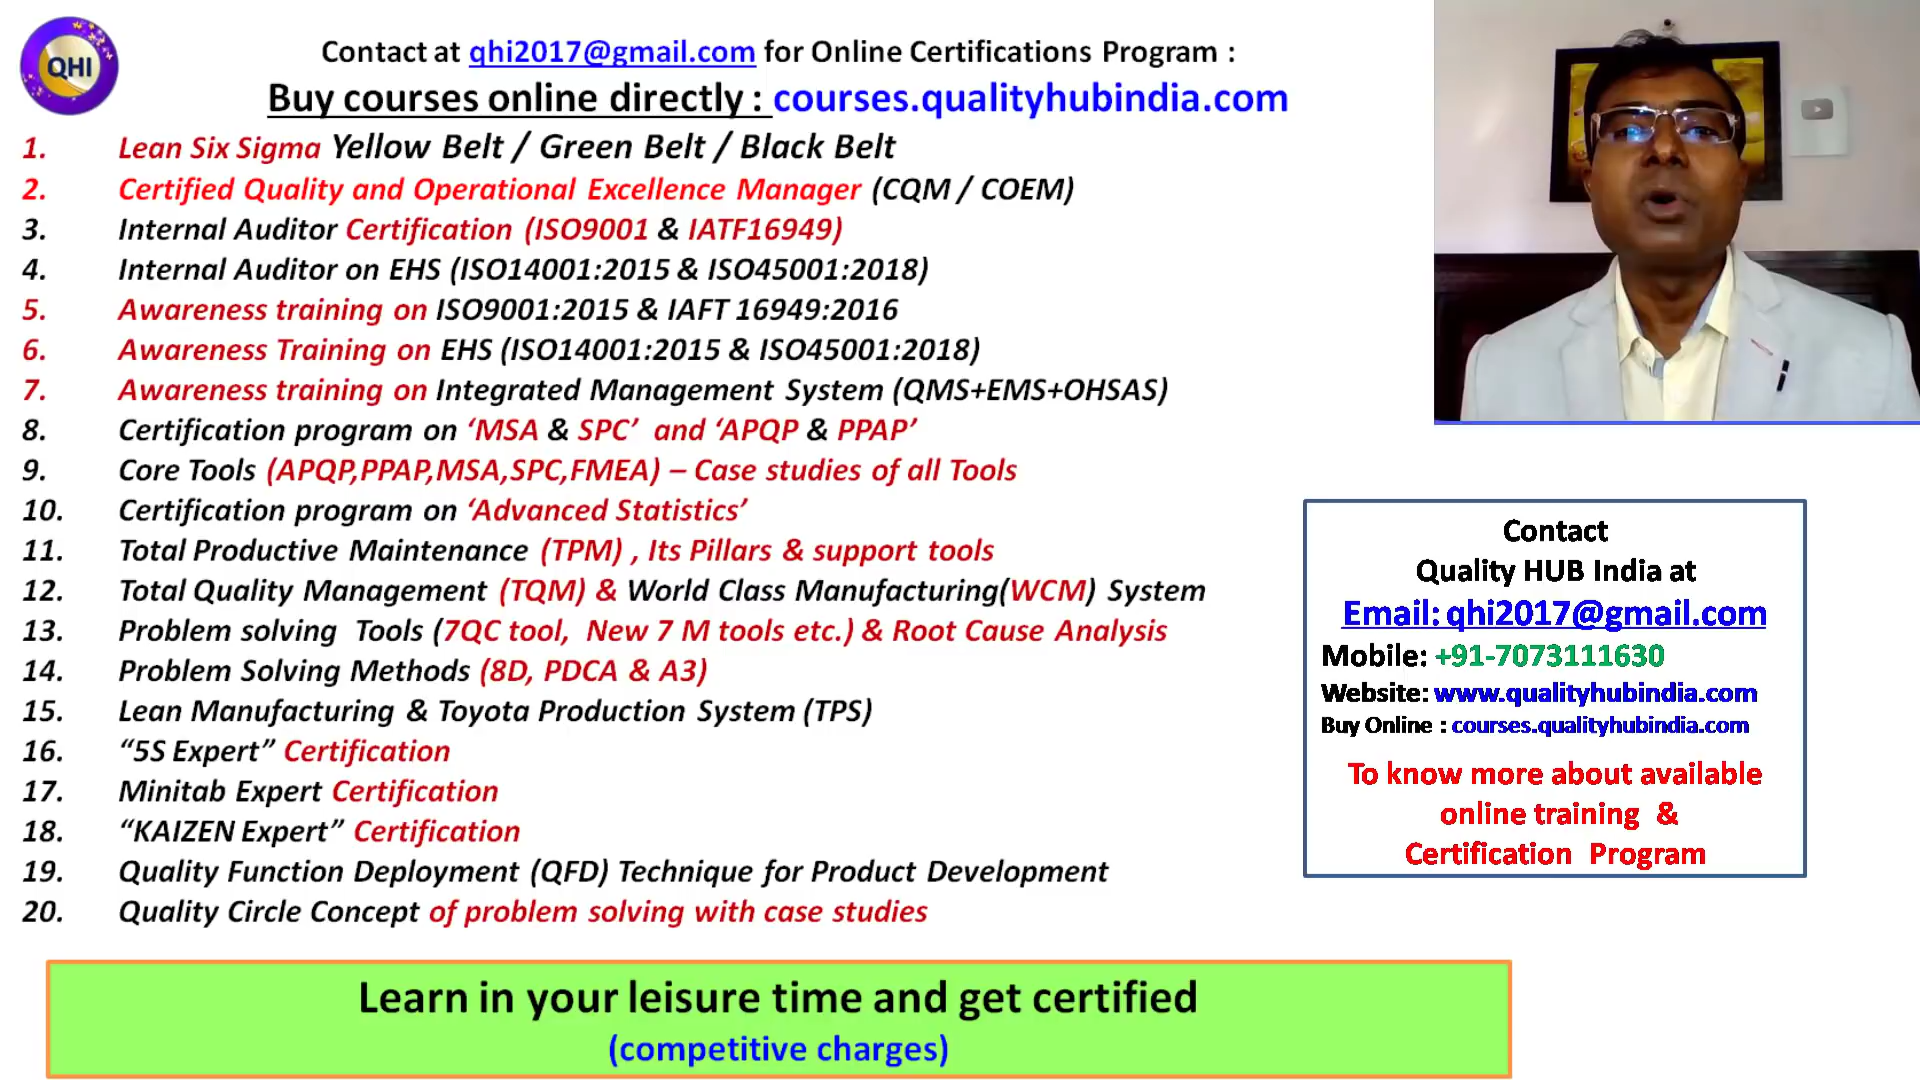 QHI
Contact at qhi2017@gmail.com for Online Certifications Program :
Buy courses online directly : courses.qualityhubindia.com
1. Lean Six Sigma Yellow Belt / Green Belt / Black Belt
2. Certified Quality and Operational Excellence Manager (CQM / COEM)
3. Internal Auditor Certification (ISO9001 & IATF16949)
4. Internal Auditor on EHS (ISO14001:2015 & ISO45001:2018)
5. Awareness training on ISO9001:2015 & IAFT 16949:2016
6. Awareness Training on EHS (ISO14001:2015 & ISO45001:2018)
7. Awareness training on Integrated Management System (QMS+EMS+OHSAS)
8. Certification program on ‘MSA & SPC’ and ‘APQP & PPAP’
9. Core Tools (APQP,PPAP,MSA,SPC,FMEA) – Case studies of all Tools
10. Certification program on ‘Advanced Statistics’
11. Total Productive Maintenance (TPM) , Its Pillars & support tools
12. Total Quality Management (TQM) & World Class Manufacturing(WCM) System
13. Problem solving Tools (7QC tool, New 7 M tools etc.) & Root Cause Analysis
14. Problem Solving Methods (8D, PDCA & A3)
15. Lean Manufacturing & Toyota Production System (TPS)
16. “5S Expert” Certification
17. Minitab Expert Certification
18. “KAIZEN Expert” Certification
19. Quality Function Deployment (QFD) Technique for Product Development
20. Quality Circle Concept of problem solving with case studies
Contact
Quality HUB India at
Email: qhi2017@gmail.com
Mobile: +91-7073111630
Website: www.qualityhubindia.com
Buy Online : courses.qualityhubindia.com
To know more about available
online training &
Certification Program
Learn in your leisure time and get certified
(competitive charges)